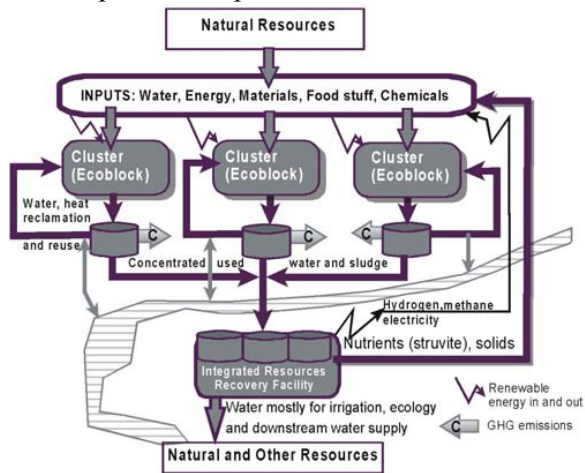 Natural Resources
INPUTS: Water, Energy, Materials, Food stuff, Chemicals
Cluster
(Ecoblock)
Cluster
(Ecoblock)
Cluster
(Ecoblock)
Water, heat
reclamation
and reuse
C
C
C
Concentrated used water and sludge
Hydrogen,methane
electricity
Nutrients (struvite), solids
Integrated Resources
Recovery Facility
Water mostly for irrigation, ecology
and downstream water supply
Renewable
energy in and out
C GHG emissions
Natural and Other Resources